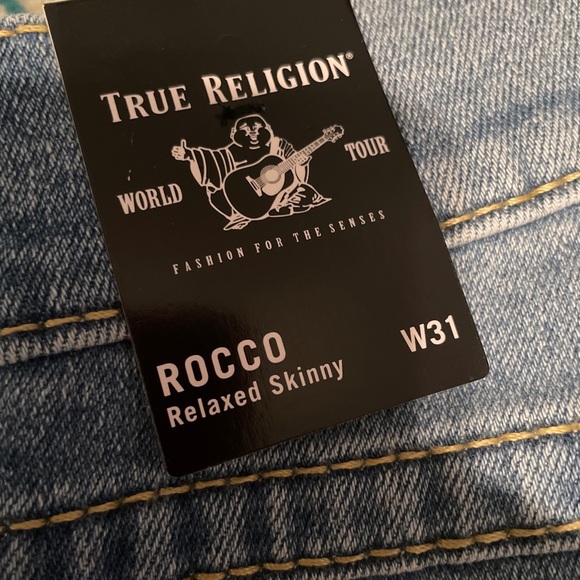 TRUE RELIGION®
WORLD TOUR
FASHION FOR THE SENSES
ROCCO
Relaxed Skinny
W31